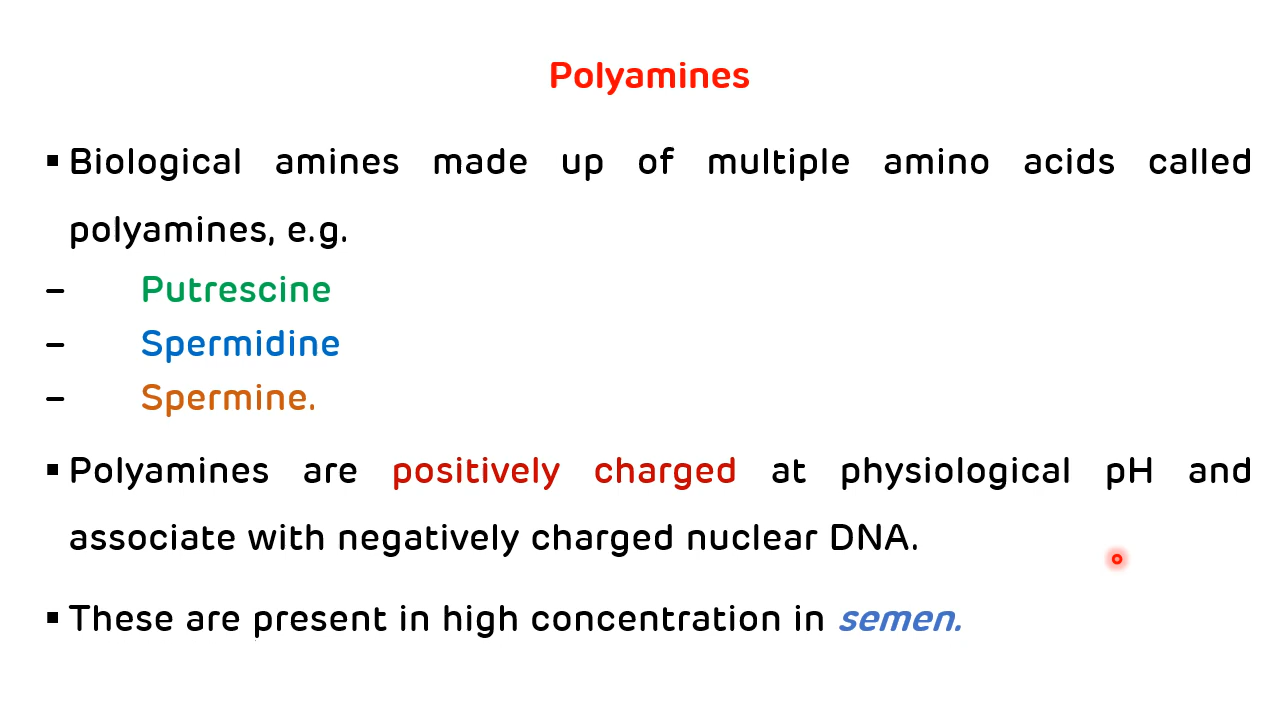 Polyamines
▪ Biological amines made up of multiple amino acids called
polyamines, e.g.
– Putrescine
– Spermidine
– Spermine.
▪ Polyamines are positively charged at physiological pH and
associate with negatively charged nuclear DNA.
▪ These are present in high concentration in semen.